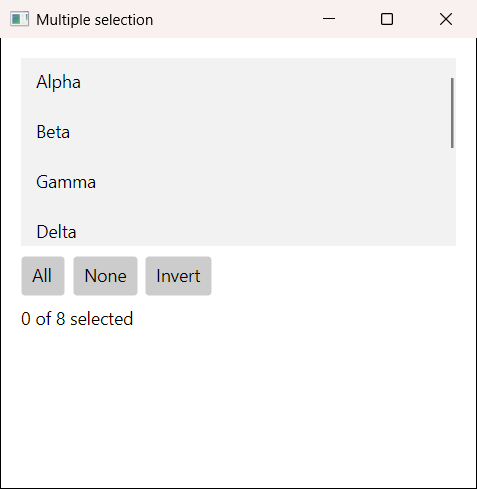 Multiple selection
Alpha
Beta
Gamma
Delta
All None Invert
0 of 8 selected